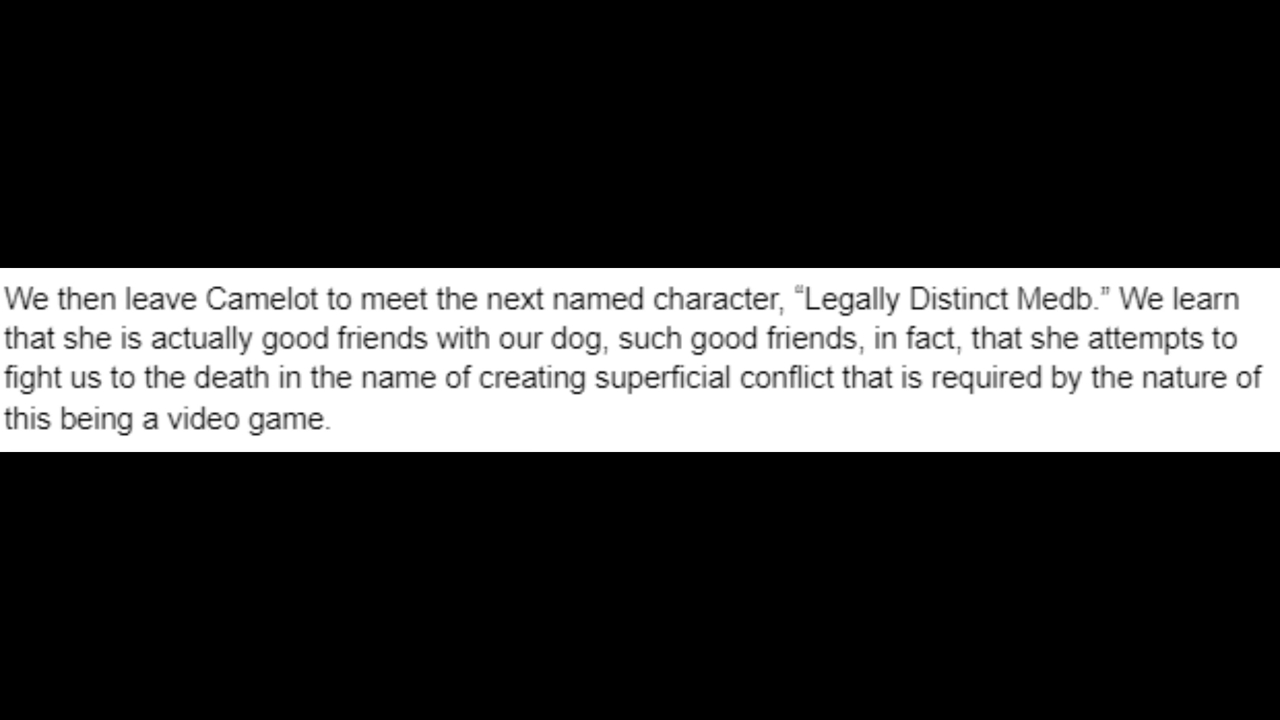 We then leave Camelot to meet the next named character, “Legally Distinct Medb.” We learn
that she is actually good friends with our dog, such good friends, in fact, that she attempts to
fight us to the death in the name of creating superficial conflict that is required by the nature of
this being a video game.